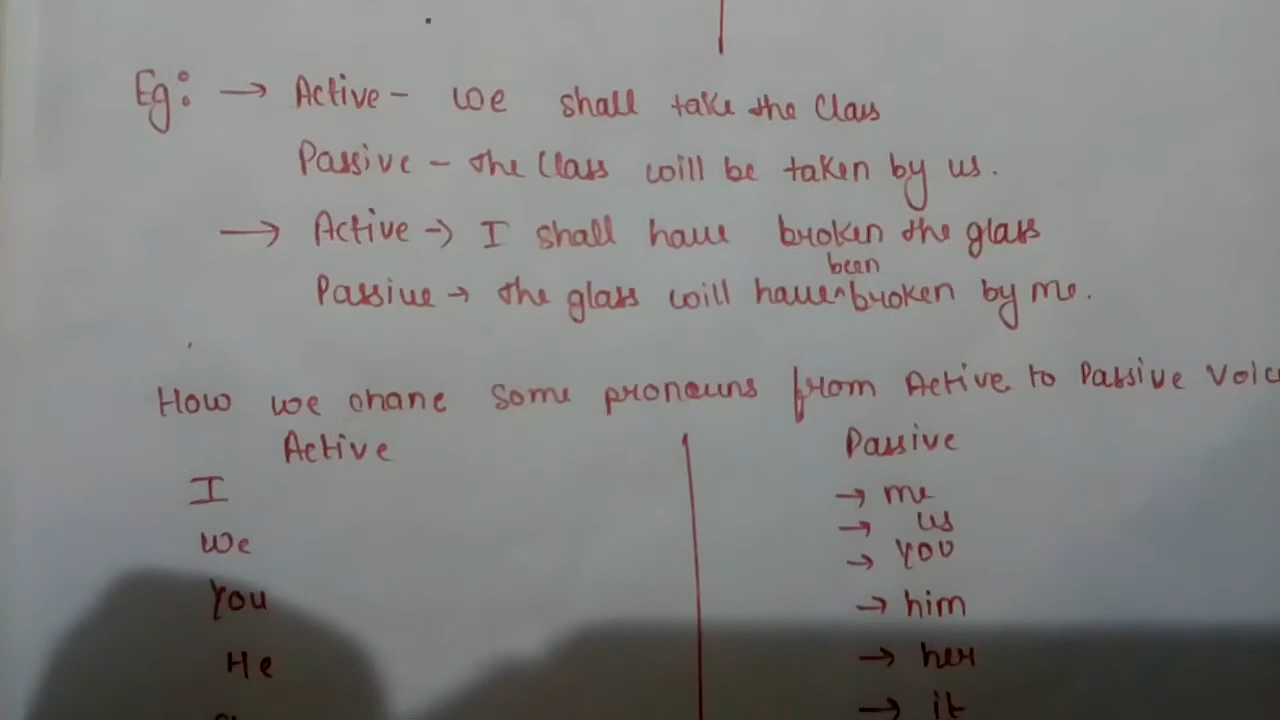 Eg: → Active - we shall take the Class
Passive - the Class will be taken by us.
→ Active → I shall have broken the glass
been
Passive → the glass will have ^ broken by me.
How we chane some pronouns from Active to Passive Voic
Active
Passive
I
→ me
We
→ us
You
→ YOU
He
→ him
→ her
→ it